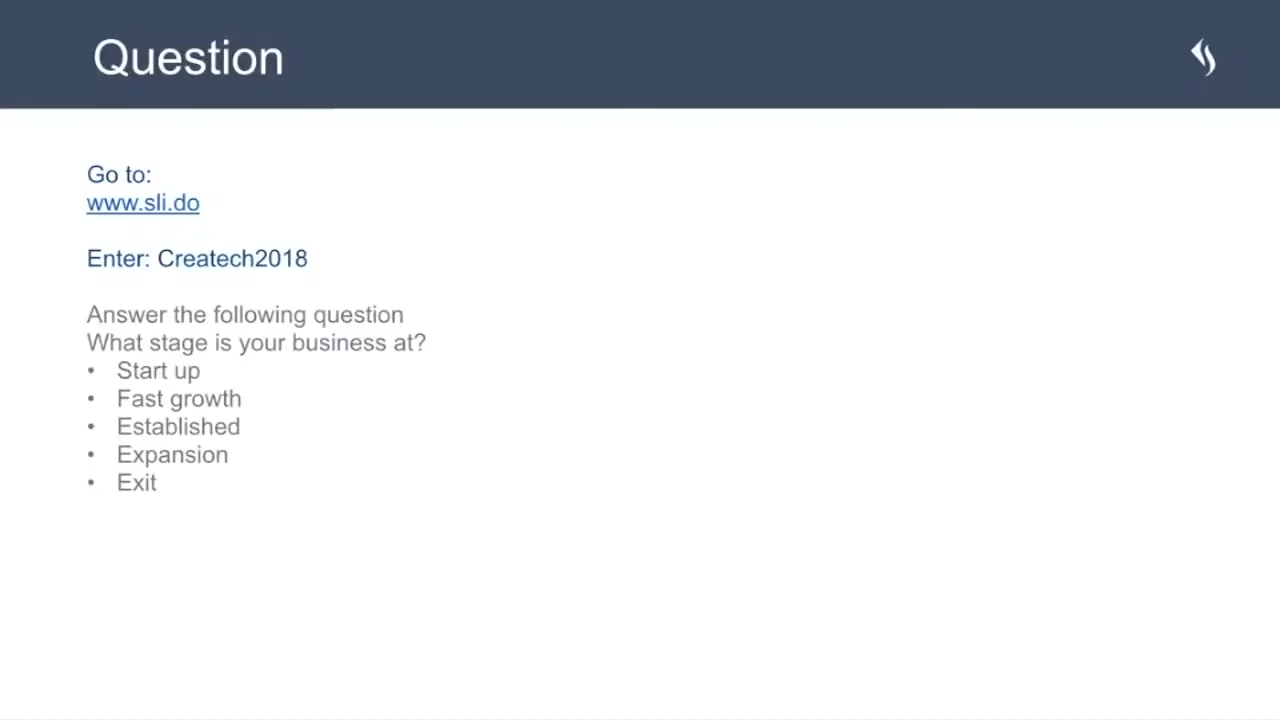 Question
Go to:
www.sli.do
Enter: Createch2018
Answer the following question
What stage is your business at?
• Start up
• Fast growth
• Established
• Expansion
• Exit